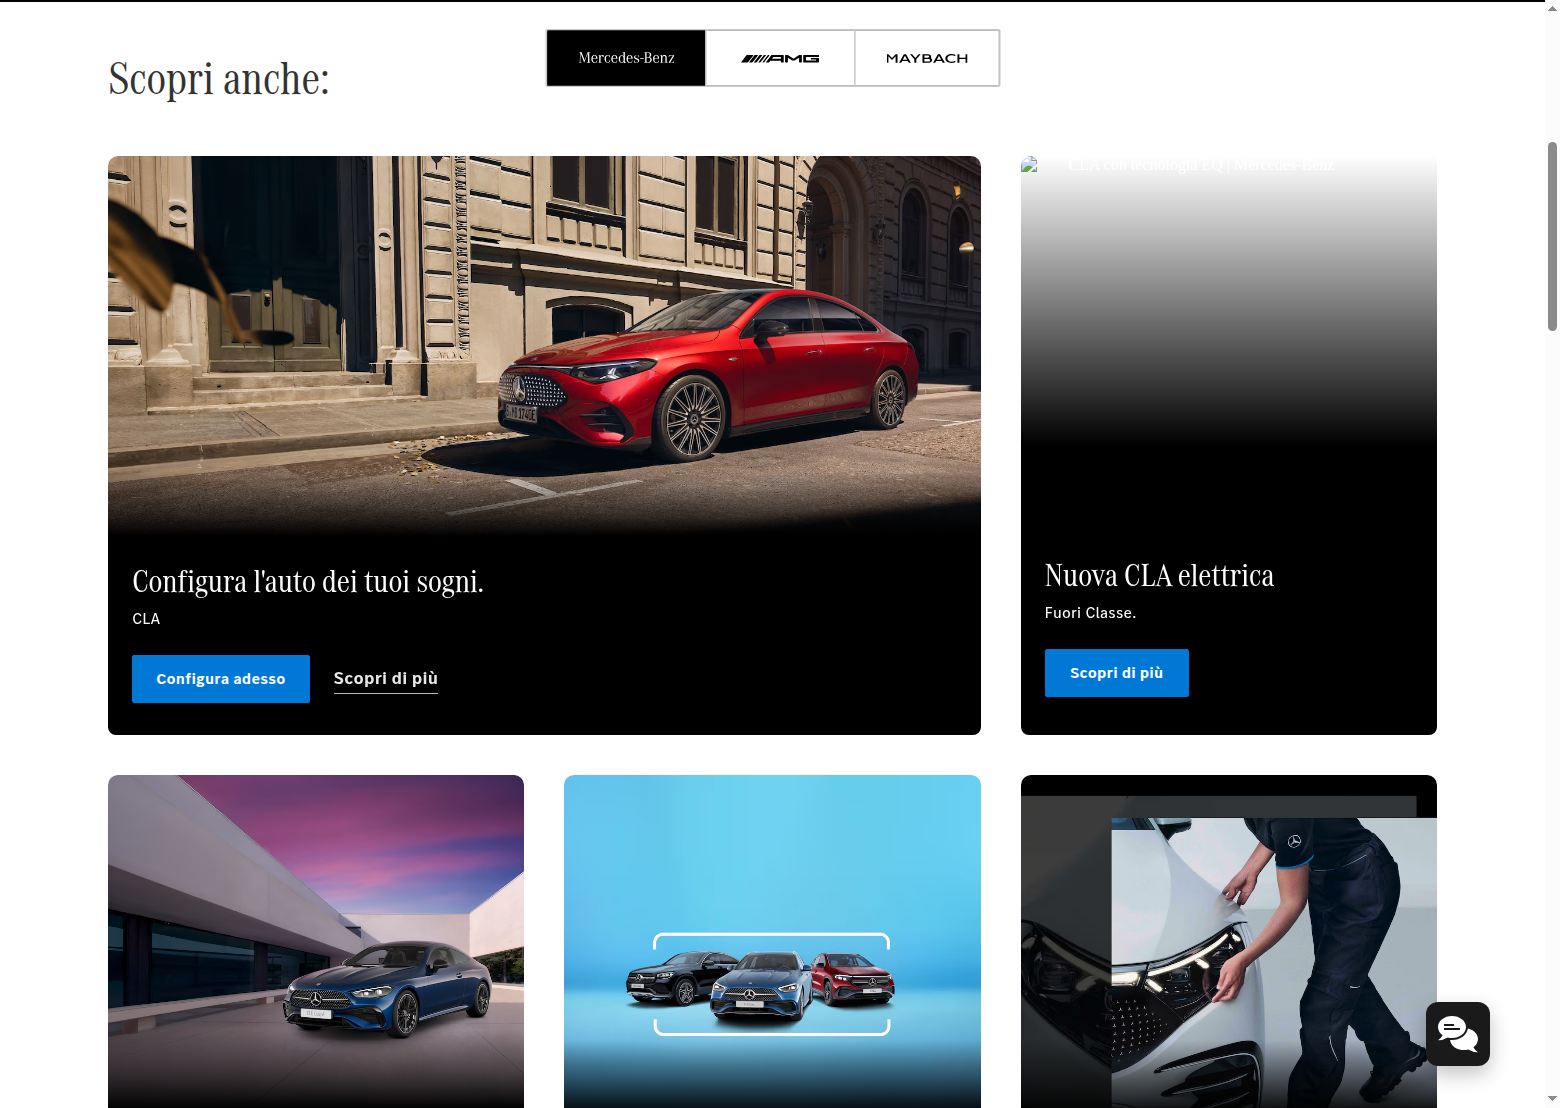 Scopri anche:
Mercedes-Benz
AMG
MAYBACH
CLA con tecnologia EQ | Mercedes-Benz
Configura l'auto dei tuoi sogni.
CLA
Configura adesso
Scopri di più
Nuova CLA elettrica
Fuori Classe.
Scopri di più